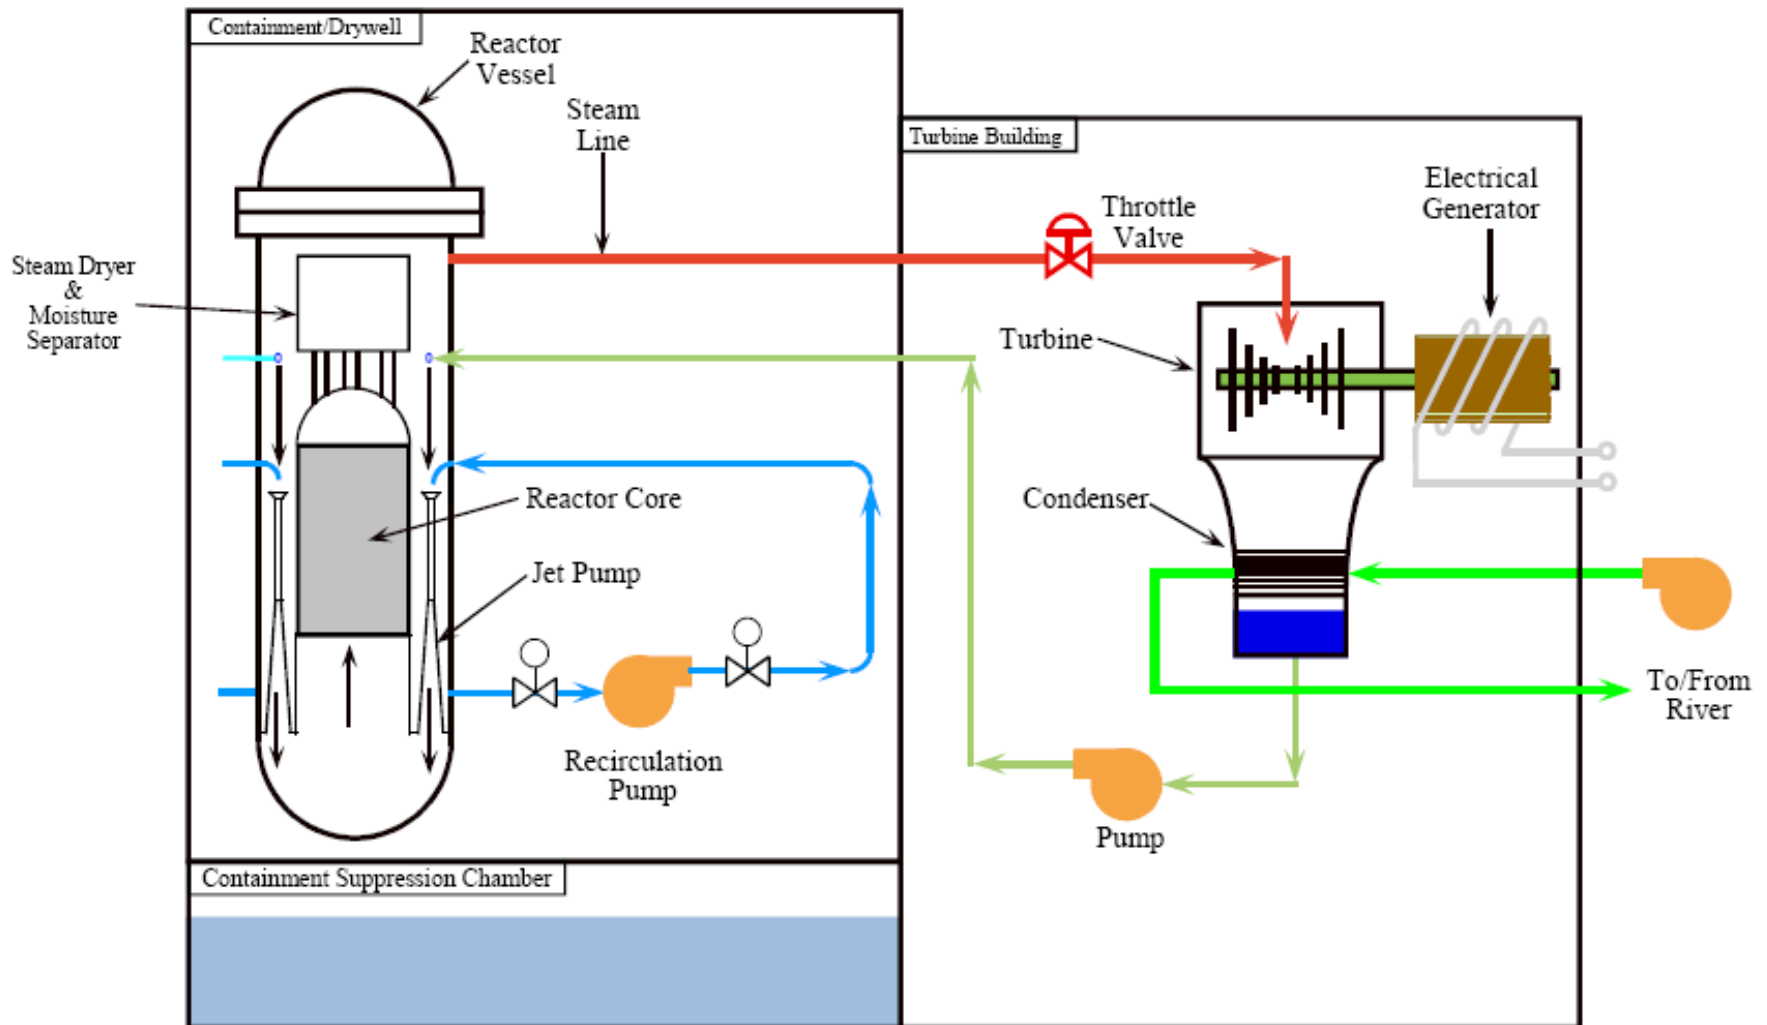 Containment/Drywell
Reactor
Vessel
Steam
Line
Turbine Building
Electrical
Generator
Throttle
Valve
Steam Dryer
&
Moisture
Separator
Turbine
Reactor Core
Condenser
Jet Pump
To/From
River
Recirculation
Pump
Pump
Containment Suppression Chamber